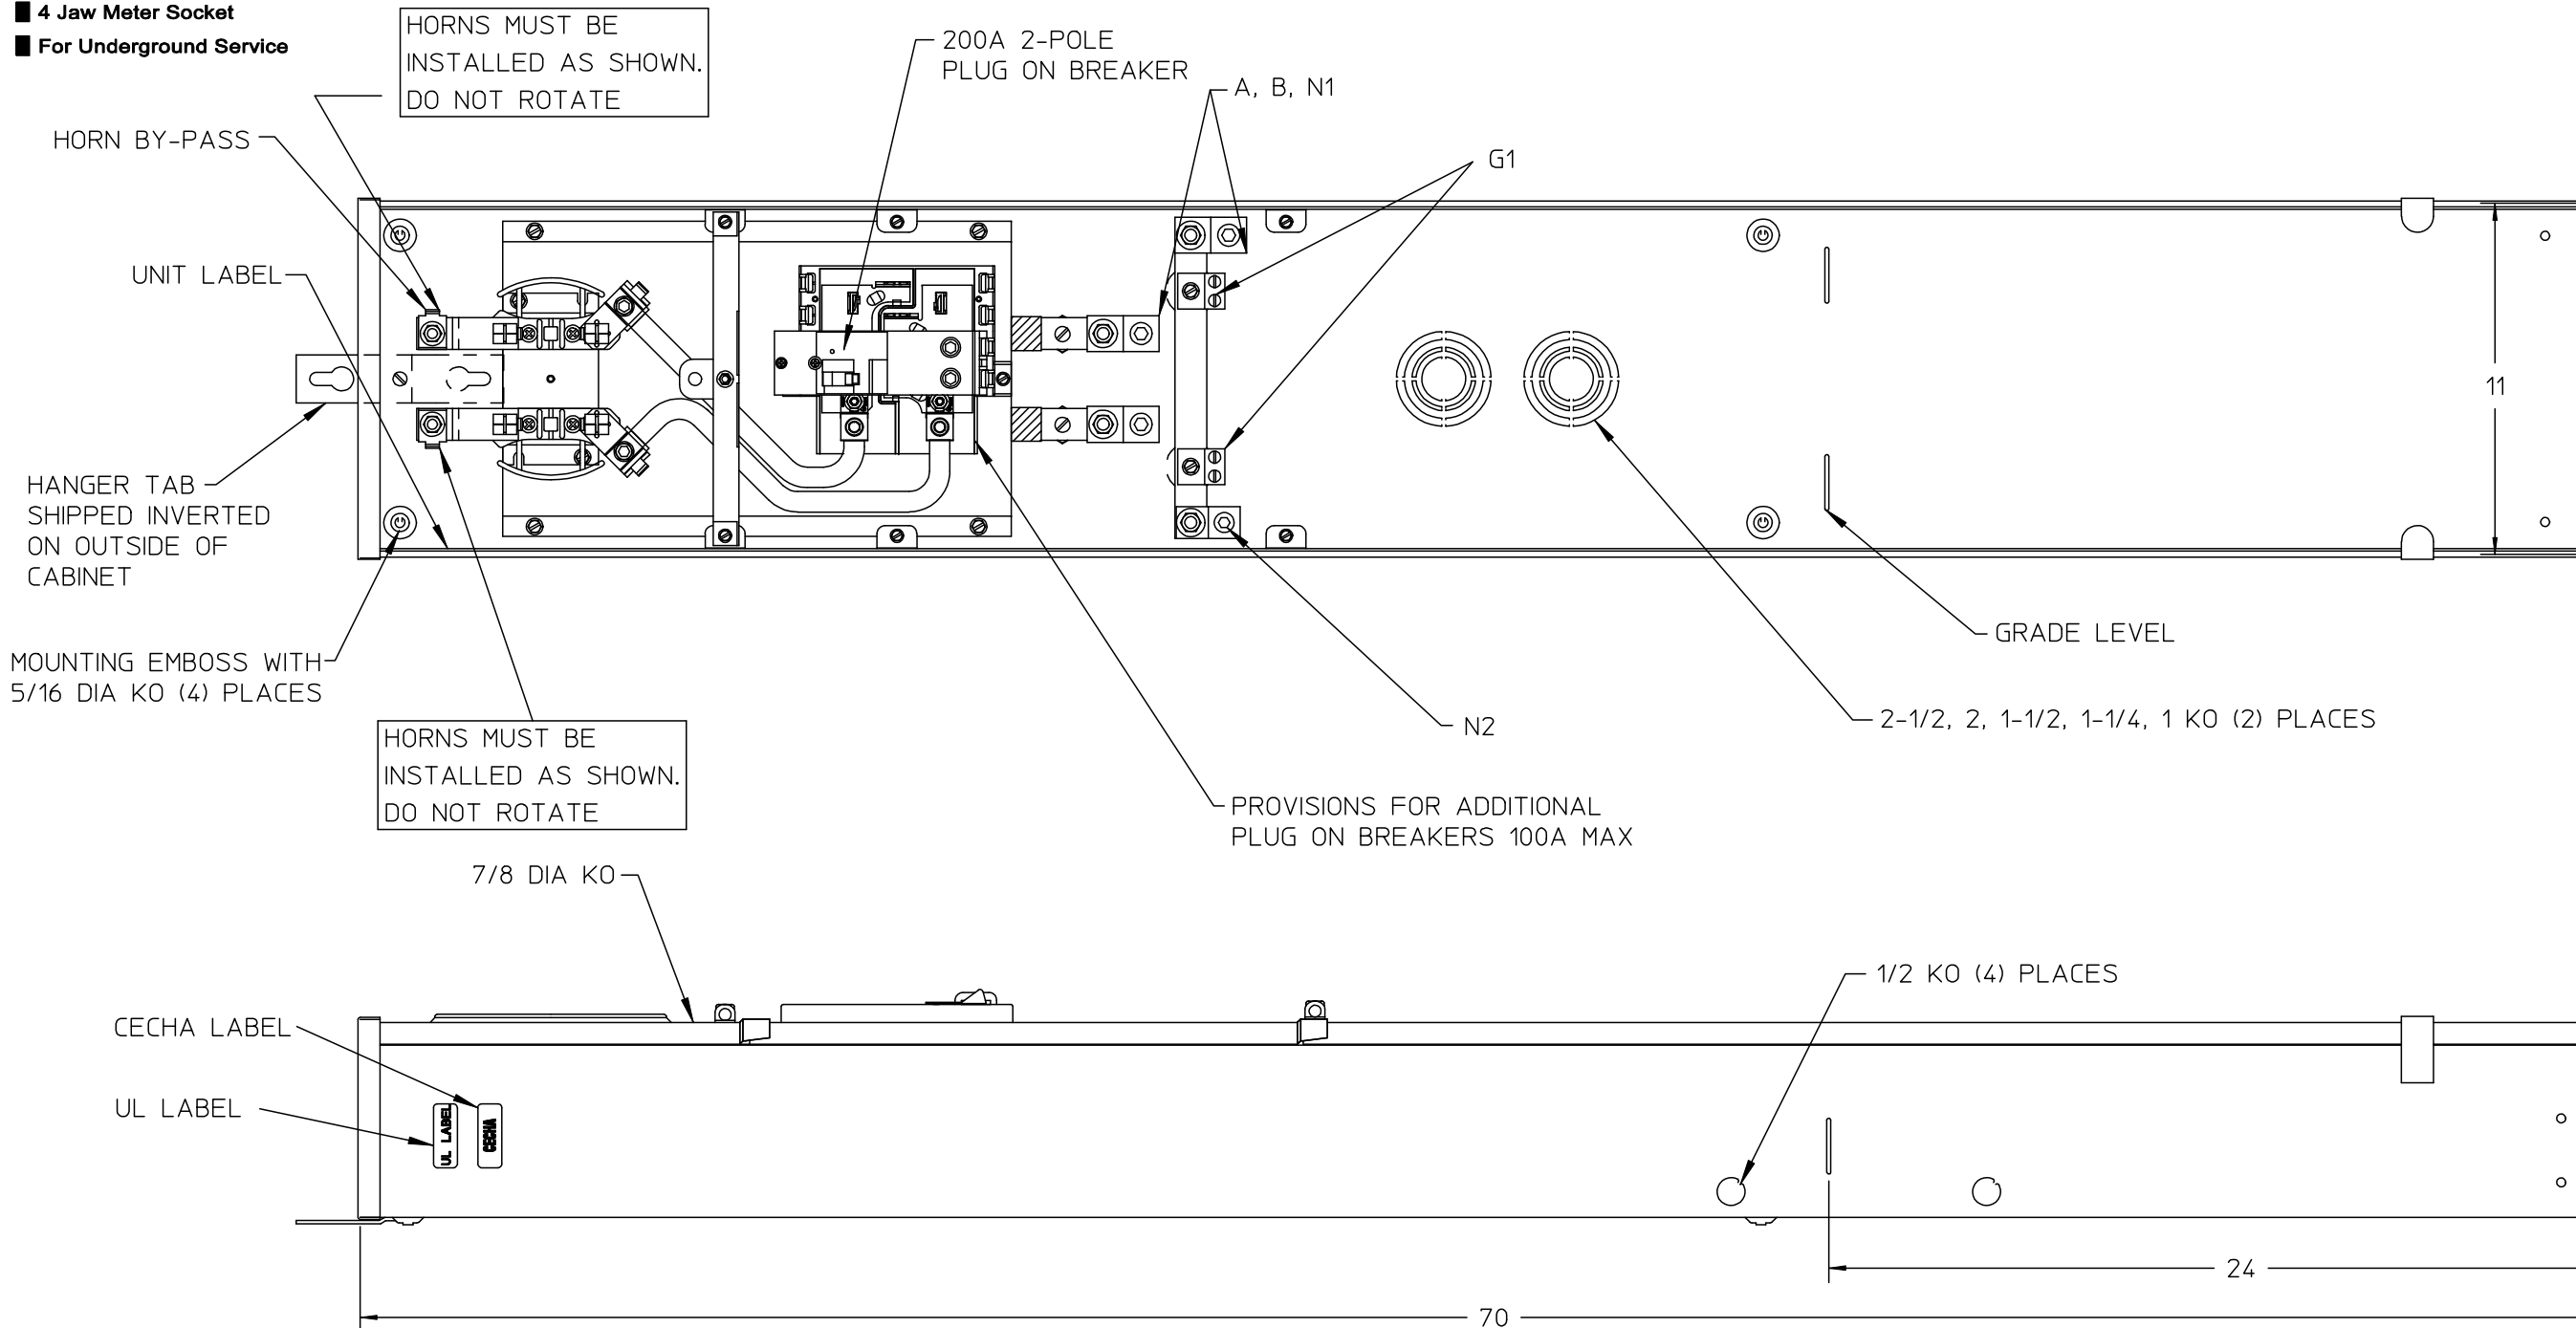 4 Jaw Meter Socket
For Underground Service
HORNS MUST BE
INSTALLED AS SHOWN.
DO NOT ROTATE
200A 2-POLE
PLUG ON BREAKER
A, B, N1
HORN BY-PASS
G1
UNIT LABEL
11
HANGER TAB
SHIPPED INVERTED
ON OUTSIDE OF
CABINET
GRADE LEVEL
MOUNTING EMBOSS WITH
5/16 DIA KO (4) PLACES
2-1/2, 2, 1-1/2, 1-1/4, 1 KO (2) PLACES
N2
HORNS MUST BE
INSTALLED AS SHOWN.
DO NOT ROTATE
PROVISIONS FOR ADDITIONAL
PLUG ON BREAKERS 100A MAX
7/8 DIA KO
1/2 KO (4) PLACES
CECHA LABEL
UL LABEL
UL LABEL
CECHA
24
70